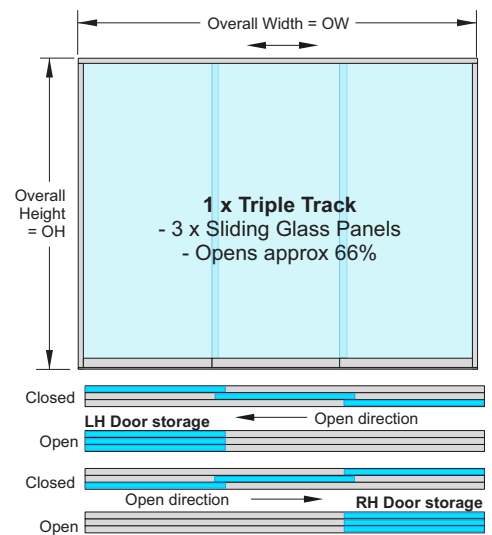 Overall Width = OW
Overall
Height
= OH
1 x Triple Track
- 3 x Sliding Glass Panels
- Opens approx 66%
Closed
LH Door storage
Open direction
Open
Closed
Open direction
RH Door storage
Open